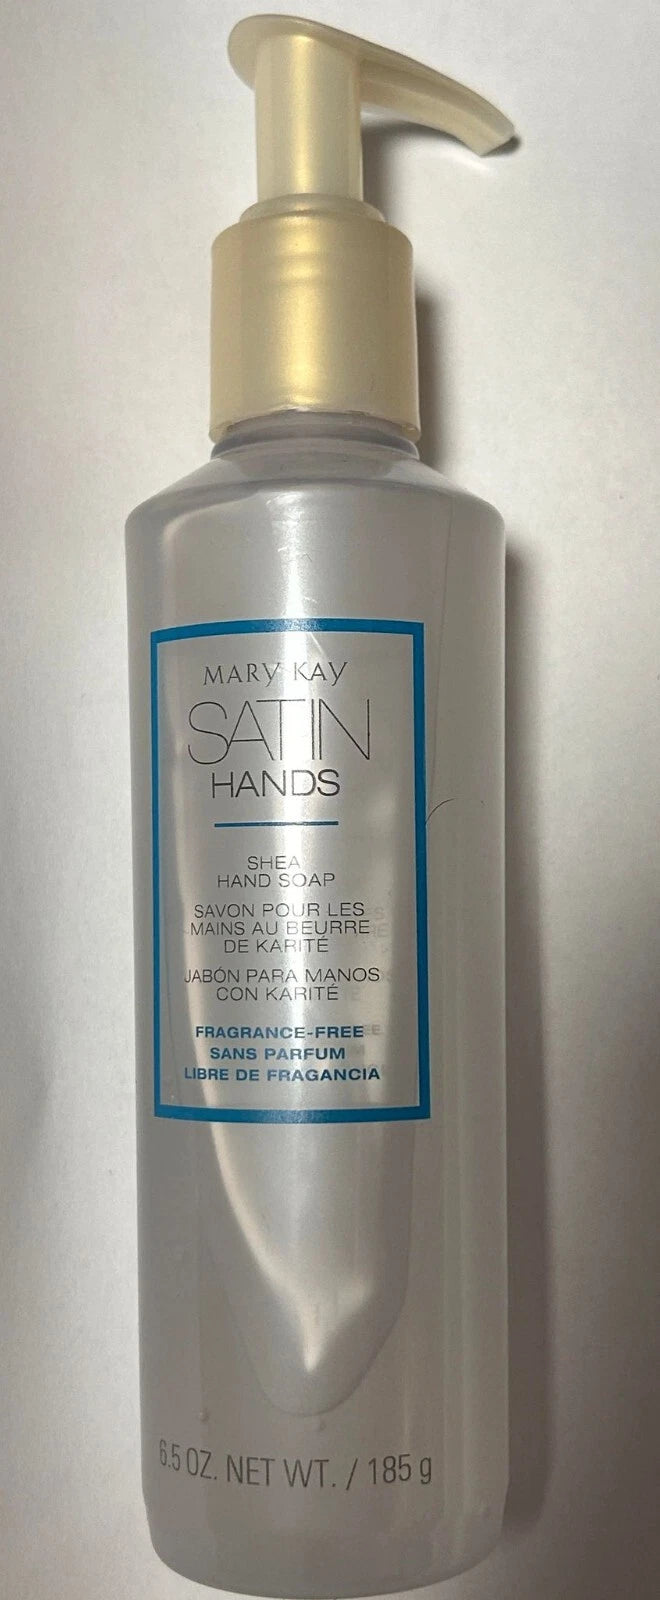 MARY KAY
SATIN
HANDS
SHEA
HAND SOAP
SAVON POUR LES
MAINS AU BEURRE
DE KARITÉ
JABÓN PARA MANOS
CON KARITÉ
FRAGRANCE-FREE
SANS PARFUM
LIBRE DE FRAGANCIA
6.5 OZ. NET WT. / 185 g